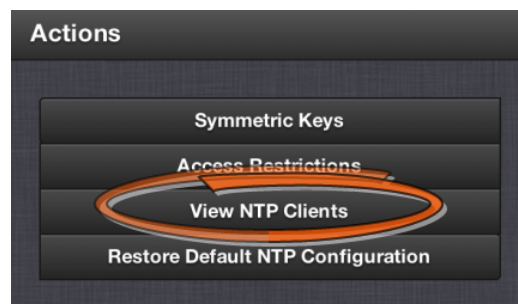 Actions
Symmetric Keys
Access Restrictions
View NTP Clients
Restore Default NTP Configuration